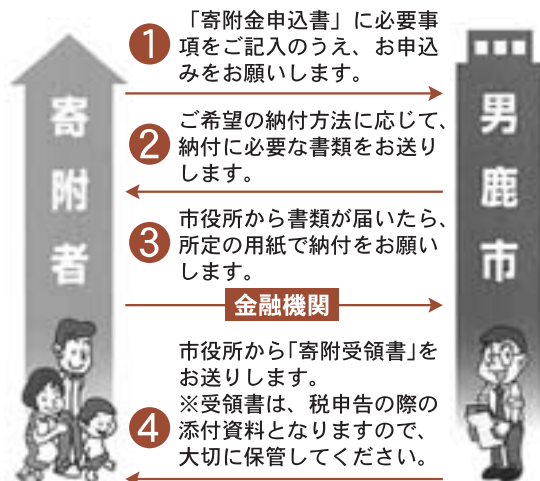 寄附者
男鹿市
1
「寄附金申込書」に必要事
項をご記入のうえ、お申込
みをお願いします。
2
ご希望の納付方法に応じて、
納付に必要な書類をお送り
します。
3
市役所から書類が届いたら、
所定の用紙で納付をお願い
します。
金融機関
4
市役所から「寄附受領書」を
お送りします。
※受領書は、税申告の際の
添付資料となりますので、
大切に保管してください。